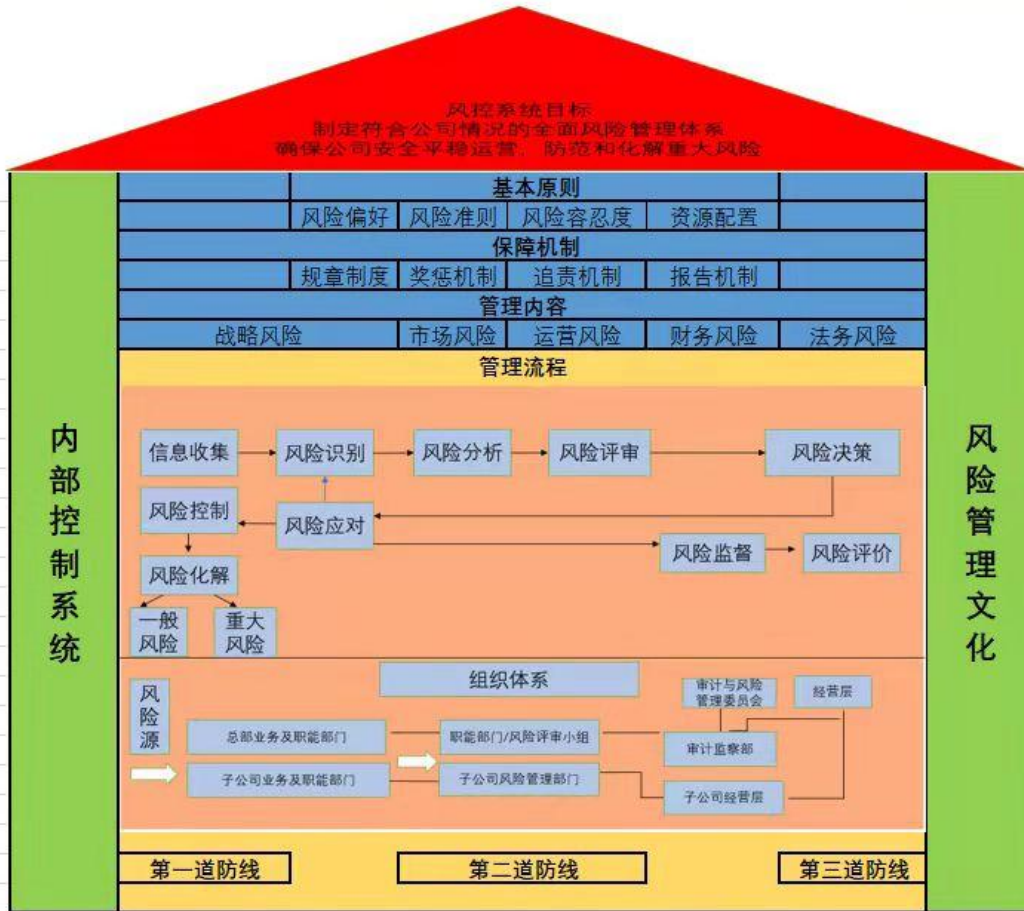 风控系统目标
制定符合公司情况的全面风险管理体系
确保公司安全平稳运营，防范和化解重大风险
基本原则
风险偏好 风险准则 风险容忍度 资源配置
保障机制
规章制度 奖惩机制 追责机制 报告机制
管理内容
战略风险 市场风险 运营风险 财务风险 法务风险
管理流程
内部控制系统
信息收集 风险识别 风险分析 风险评审 风险决策
风险控制 风险应对
风险监督 风险评价
风险化解
一般
风险
重大
风险
风险管理文化
组织体系
风险源
审计与风险
管理委员会
经营层
总部业务及职能部门 职能部门/风险评审小组 审计监察部
子公司业务及职能部门 子公司风险管理部门 子公司经营层
第一道防线 第二道防线 第三道防线